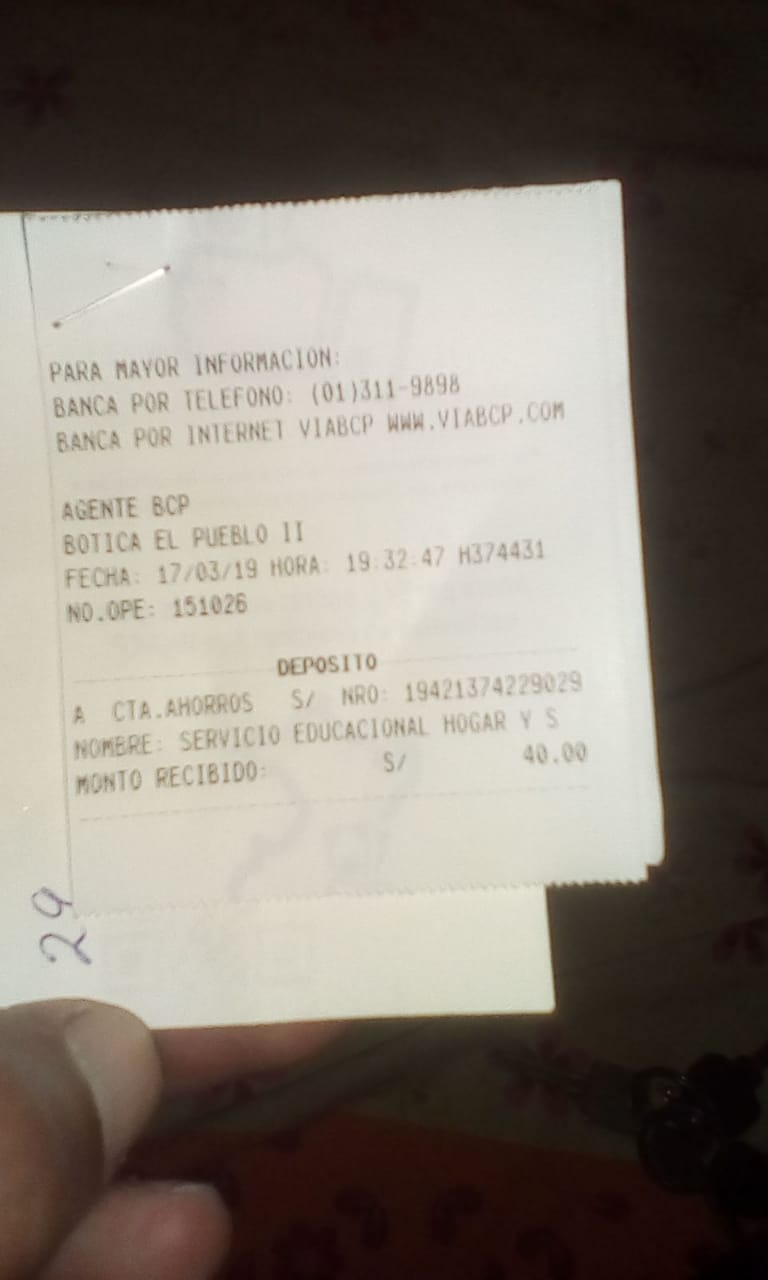 PARA MAYOR INFORMACION:
BANCA POR TELEFONO: (01)311-9898
BANCA POR INTERNET VIABCP WWW.VIABCP.COM
AGENTE BCP
BOTICA EL PUEBLO II
FECHA: 17/03/19 HORA: 19:32:47 H374431
NO.OPE: 151026
DEPOSITO
A CTA.AHORROS S/ NRO: 19421374229029
NOMBRE: SERVICIO EDUCACIONAL HOGAR Y S
MONTO RECIBIDO: S/ 40.00
29